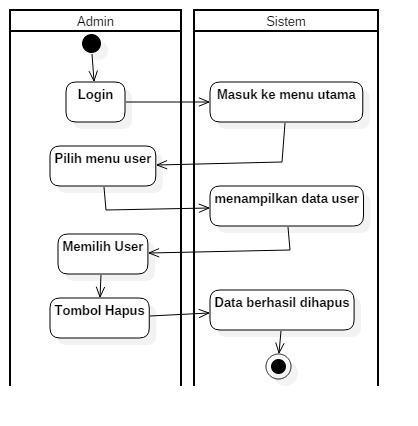 Admin
Sistem
Login
Masuk ke menu utama
Pilih menu user
menampilkan data user
Memilih User
Tombol Hapus
Data berhasil dihapus